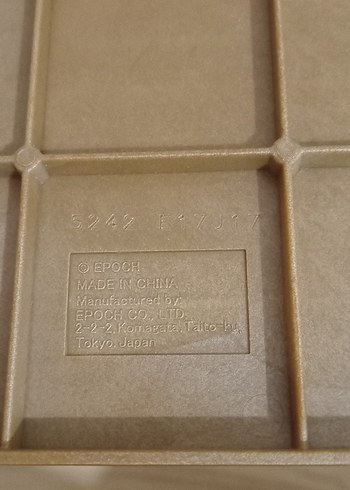 5242
© EPOCH
MADE IN CHINA
Manufactured by:
EPOCH CO., LTD.
2-2-2, Komagata, Taito-ku,
Tokyo, Japan